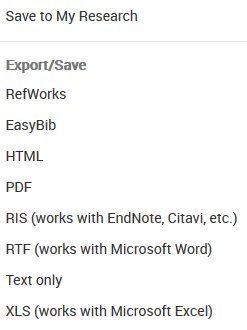 Save to My Research
Export/Save
RefWorks
EasyBib
HTML
PDF
RIS (works with EndNote, Citavi, etc.)
RTF (works with Microsoft Word)
Text only
XLS (works with Microsoft Excel)